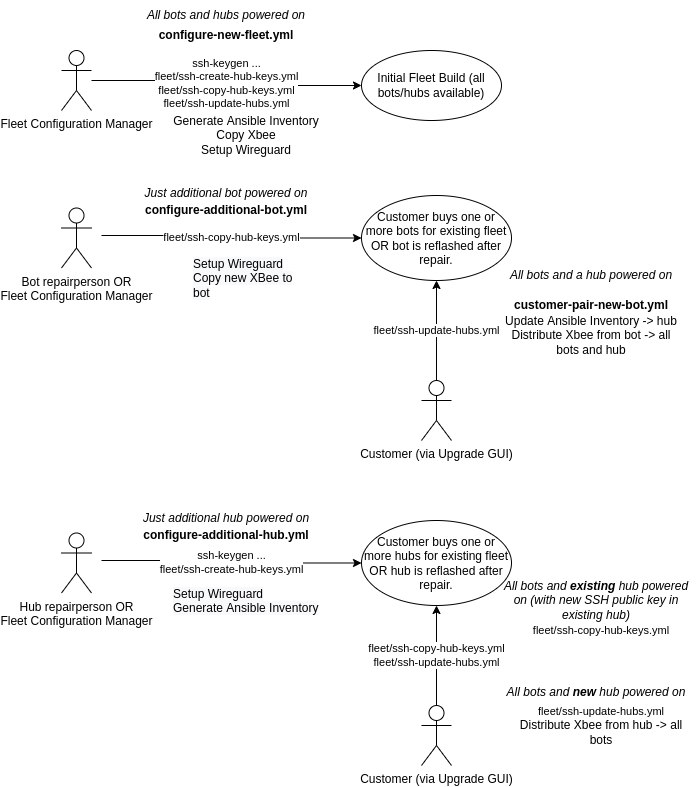 All bots and hubs powered on
configure-new-fleet.yml
ssh-keygen ...
fleet/ssh-create-hub-keys.yml
fleet/ssh-copy-hub-keys.yml
fleet/ssh-update-hubs.yml
Generate Ansible Inventory
Copy Xbee
Setup Wireguard
Fleet Configuration Manager
Initial Fleet Build (all
bots/hubs available)
Just additional bot powered on
configure-additional-bot.yml
fleet/ssh-copy-hub-keys.yml
Setup Wireguard
Copy new XBee to
bot
Bot repairperson OR
Fleet Configuration Manager
Customer buys one or
more bots for existing fleet
OR bot is reflashed after
repair.
All bots and a hub powered on
customer-pair-new-bot.yml
Update Ansible Inventory -> hub
Distribute Xbee from bot -> all
bots and hub
fleet/ssh-update-hubs.yml
Customer (via Upgrade GUI)
Just additional hub powered on
configure-additional-hub.yml
ssh-keygen ...
fleet/ssh-create-hub-keys.yml
Setup Wireguard
Generate Ansible Inventory
Hub repairperson OR
Fleet Configuration Manager
Customer buys one or
more hubs for existing fleet
OR hub is reflashed after
repair.
All bots and existing hub powered
on (with new SSH public key in
existing hub)
fleet/ssh-copy-hub-keys.yml
fleet/ssh-copy-hub-keys.yml
fleet/ssh-update-hubs.yml
All bots and new hub powered on
fleet/ssh-update-hubs.yml
Distribute Xbee from hub -> all
bots
Customer (via Upgrade GUI)